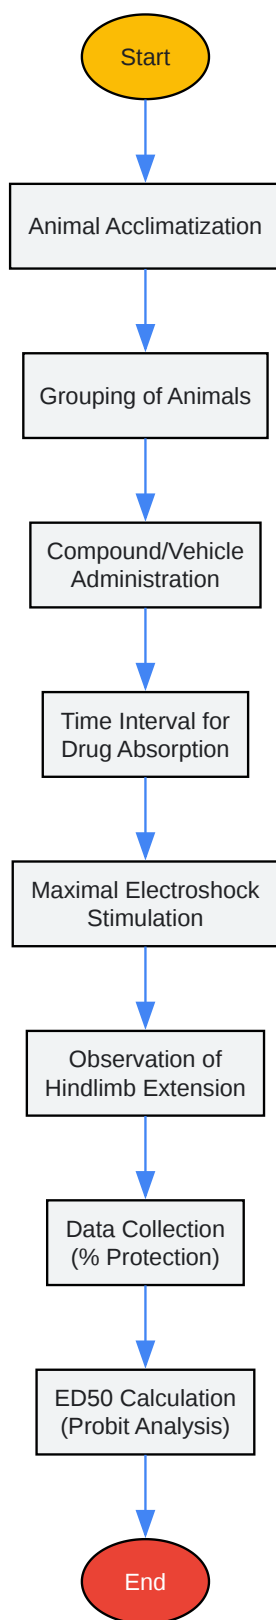 Start
Animal Acclimatization
Grouping of Animals
Compound/Vehicle
Administration
Time Interval for
Drug Absorption
Maximal Electroshock
Stimulation
Observation of
Hindlimb Extension
Data Collection
(% Protection)
ED50 Calculation
(Probit Analysis)
End